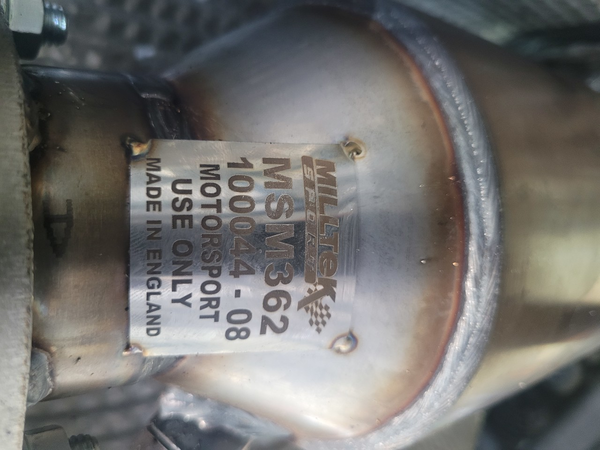 MILLTEK
SPORT
MSM362
100044-08
MOTORSPORT
USE ONLY
MADE IN ENGLAND